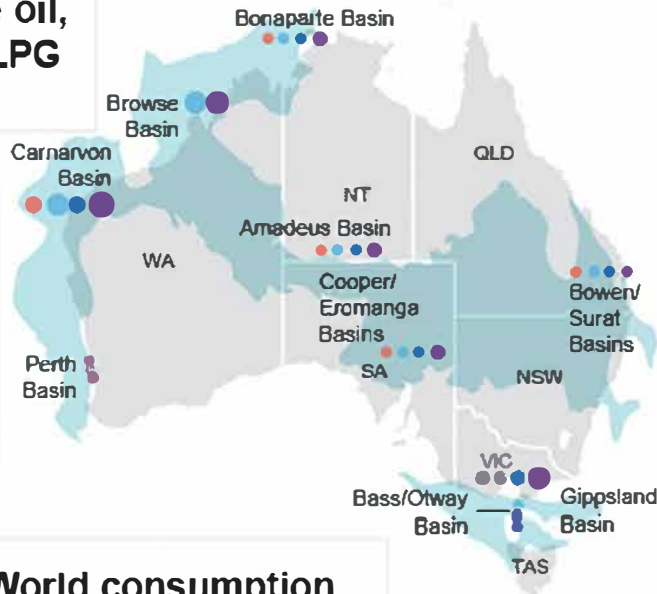 oil,
LPG
Bonaparte Basin
Browse
Basin
Carnarvon
Basin
QLD
NT
Amadeus Basin
WA
Cooper/
Eromanga
Basins
Bowen/
Surat
Basins
Perth
Basin
SA
NSW
VIC
Bass/Otway
Basin
Gippsland
Basin
TAS
World consumption